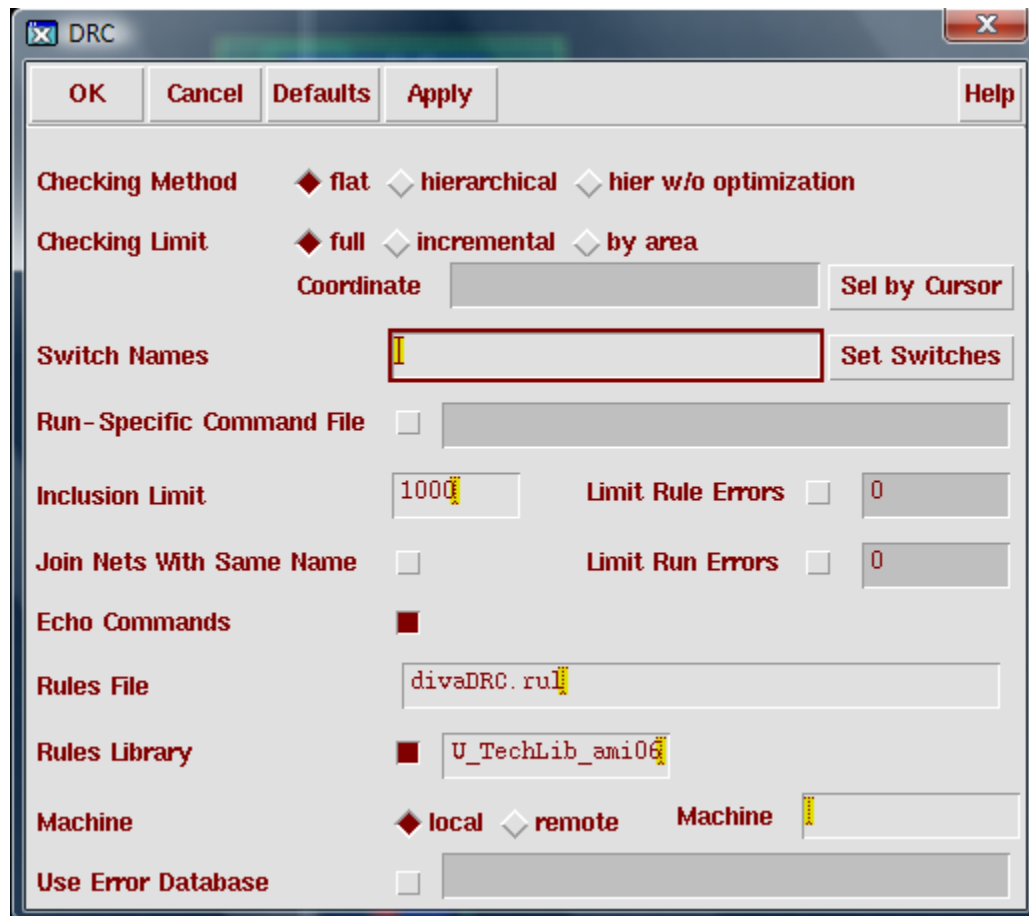 DRC
OK Cancel Defaults Apply Help
Checking Method flat hierarchical hier w/o optimization
Checking Limit full incremental by area
Coordinate Sel by Cursor
Switch Names Set Switches
Run-Specific Command File
Inclusion Limit 1000 Limit Rule Errors 0
Join Nets With Same Name Limit Run Errors 0
Echo Commands
Rules File divaDRC.rul
Rules Library U_TechLib_ami06
Machine local remote Machine
Use Error Database